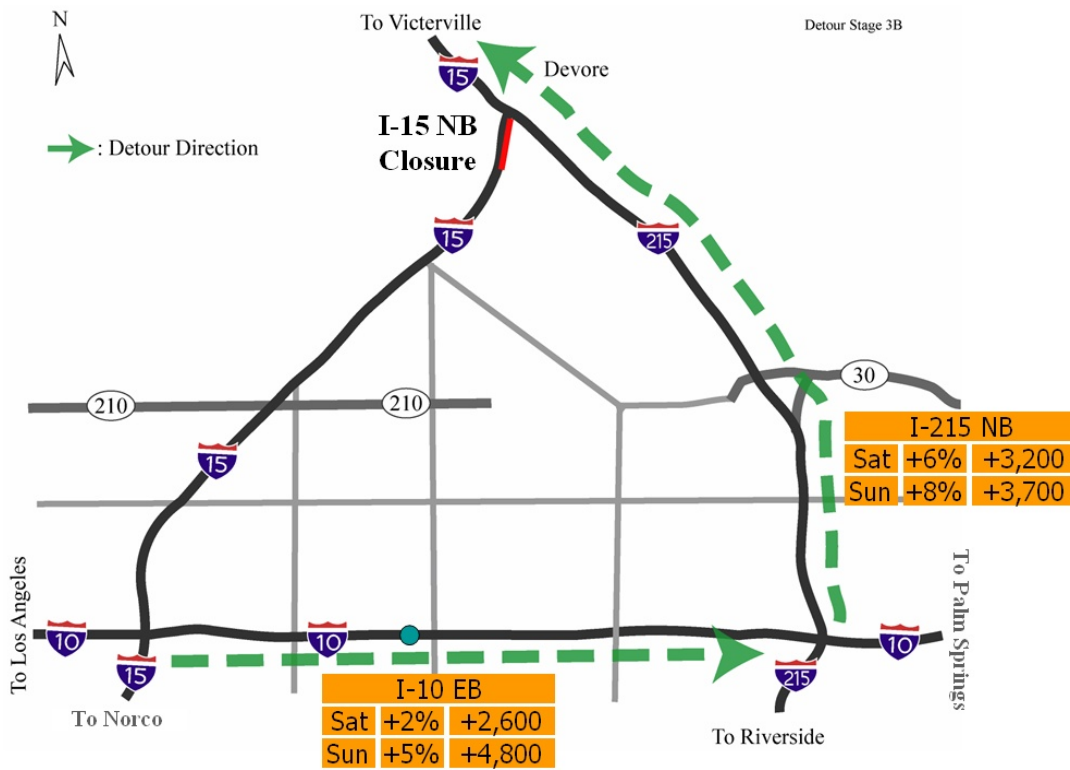 To Victerville
Detour Stage 3B
N
15
Devore
I-15 NB
Closure
: Detour Direction
15
215
30
210
210
I-215 NB
Sat +6% +3,200
Sun +8% +3,700
15
To Los Angeles
To Palm Springs
10
10
10
15
215
I-10 EB
Sat +2% +2,600
Sun +5% +4,800
To Norco
To Riverside